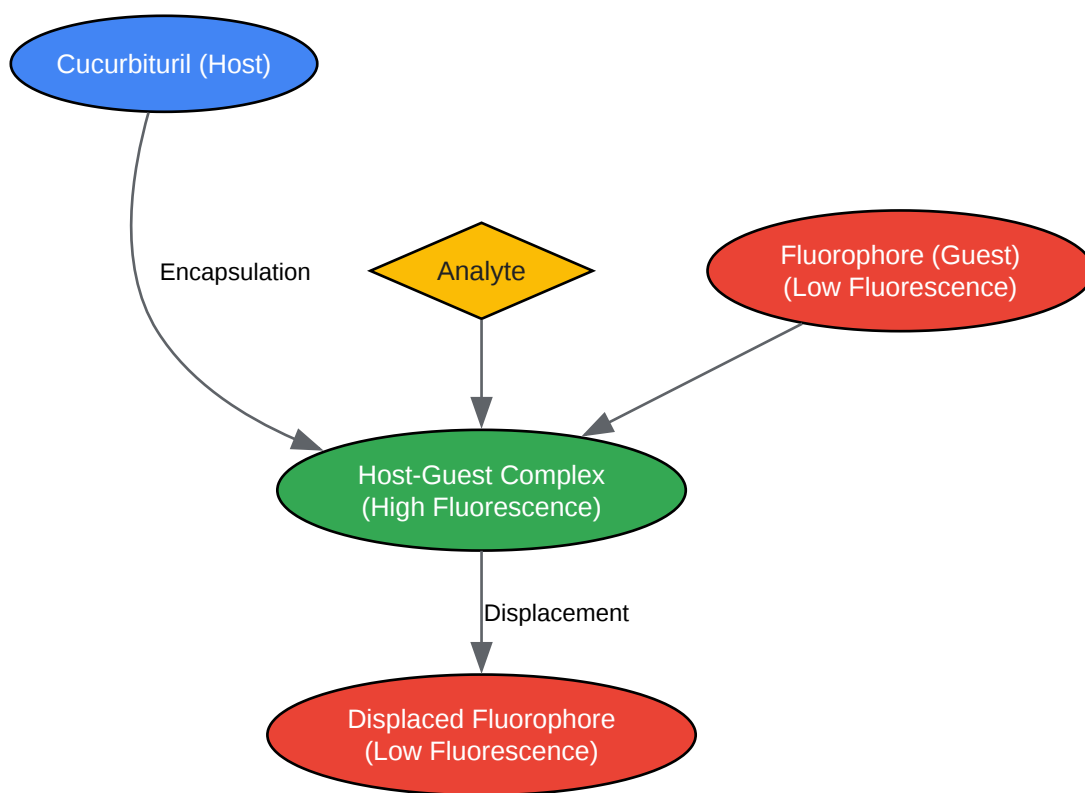 Cucurbituril (Host)
Encapsulation
Analyte
Fluorophore (Guest)
(Low Fluorescence)
Host-Guest Complex
(High Fluorescence)
Displacement
Displaced Fluorophore
(Low Fluorescence)